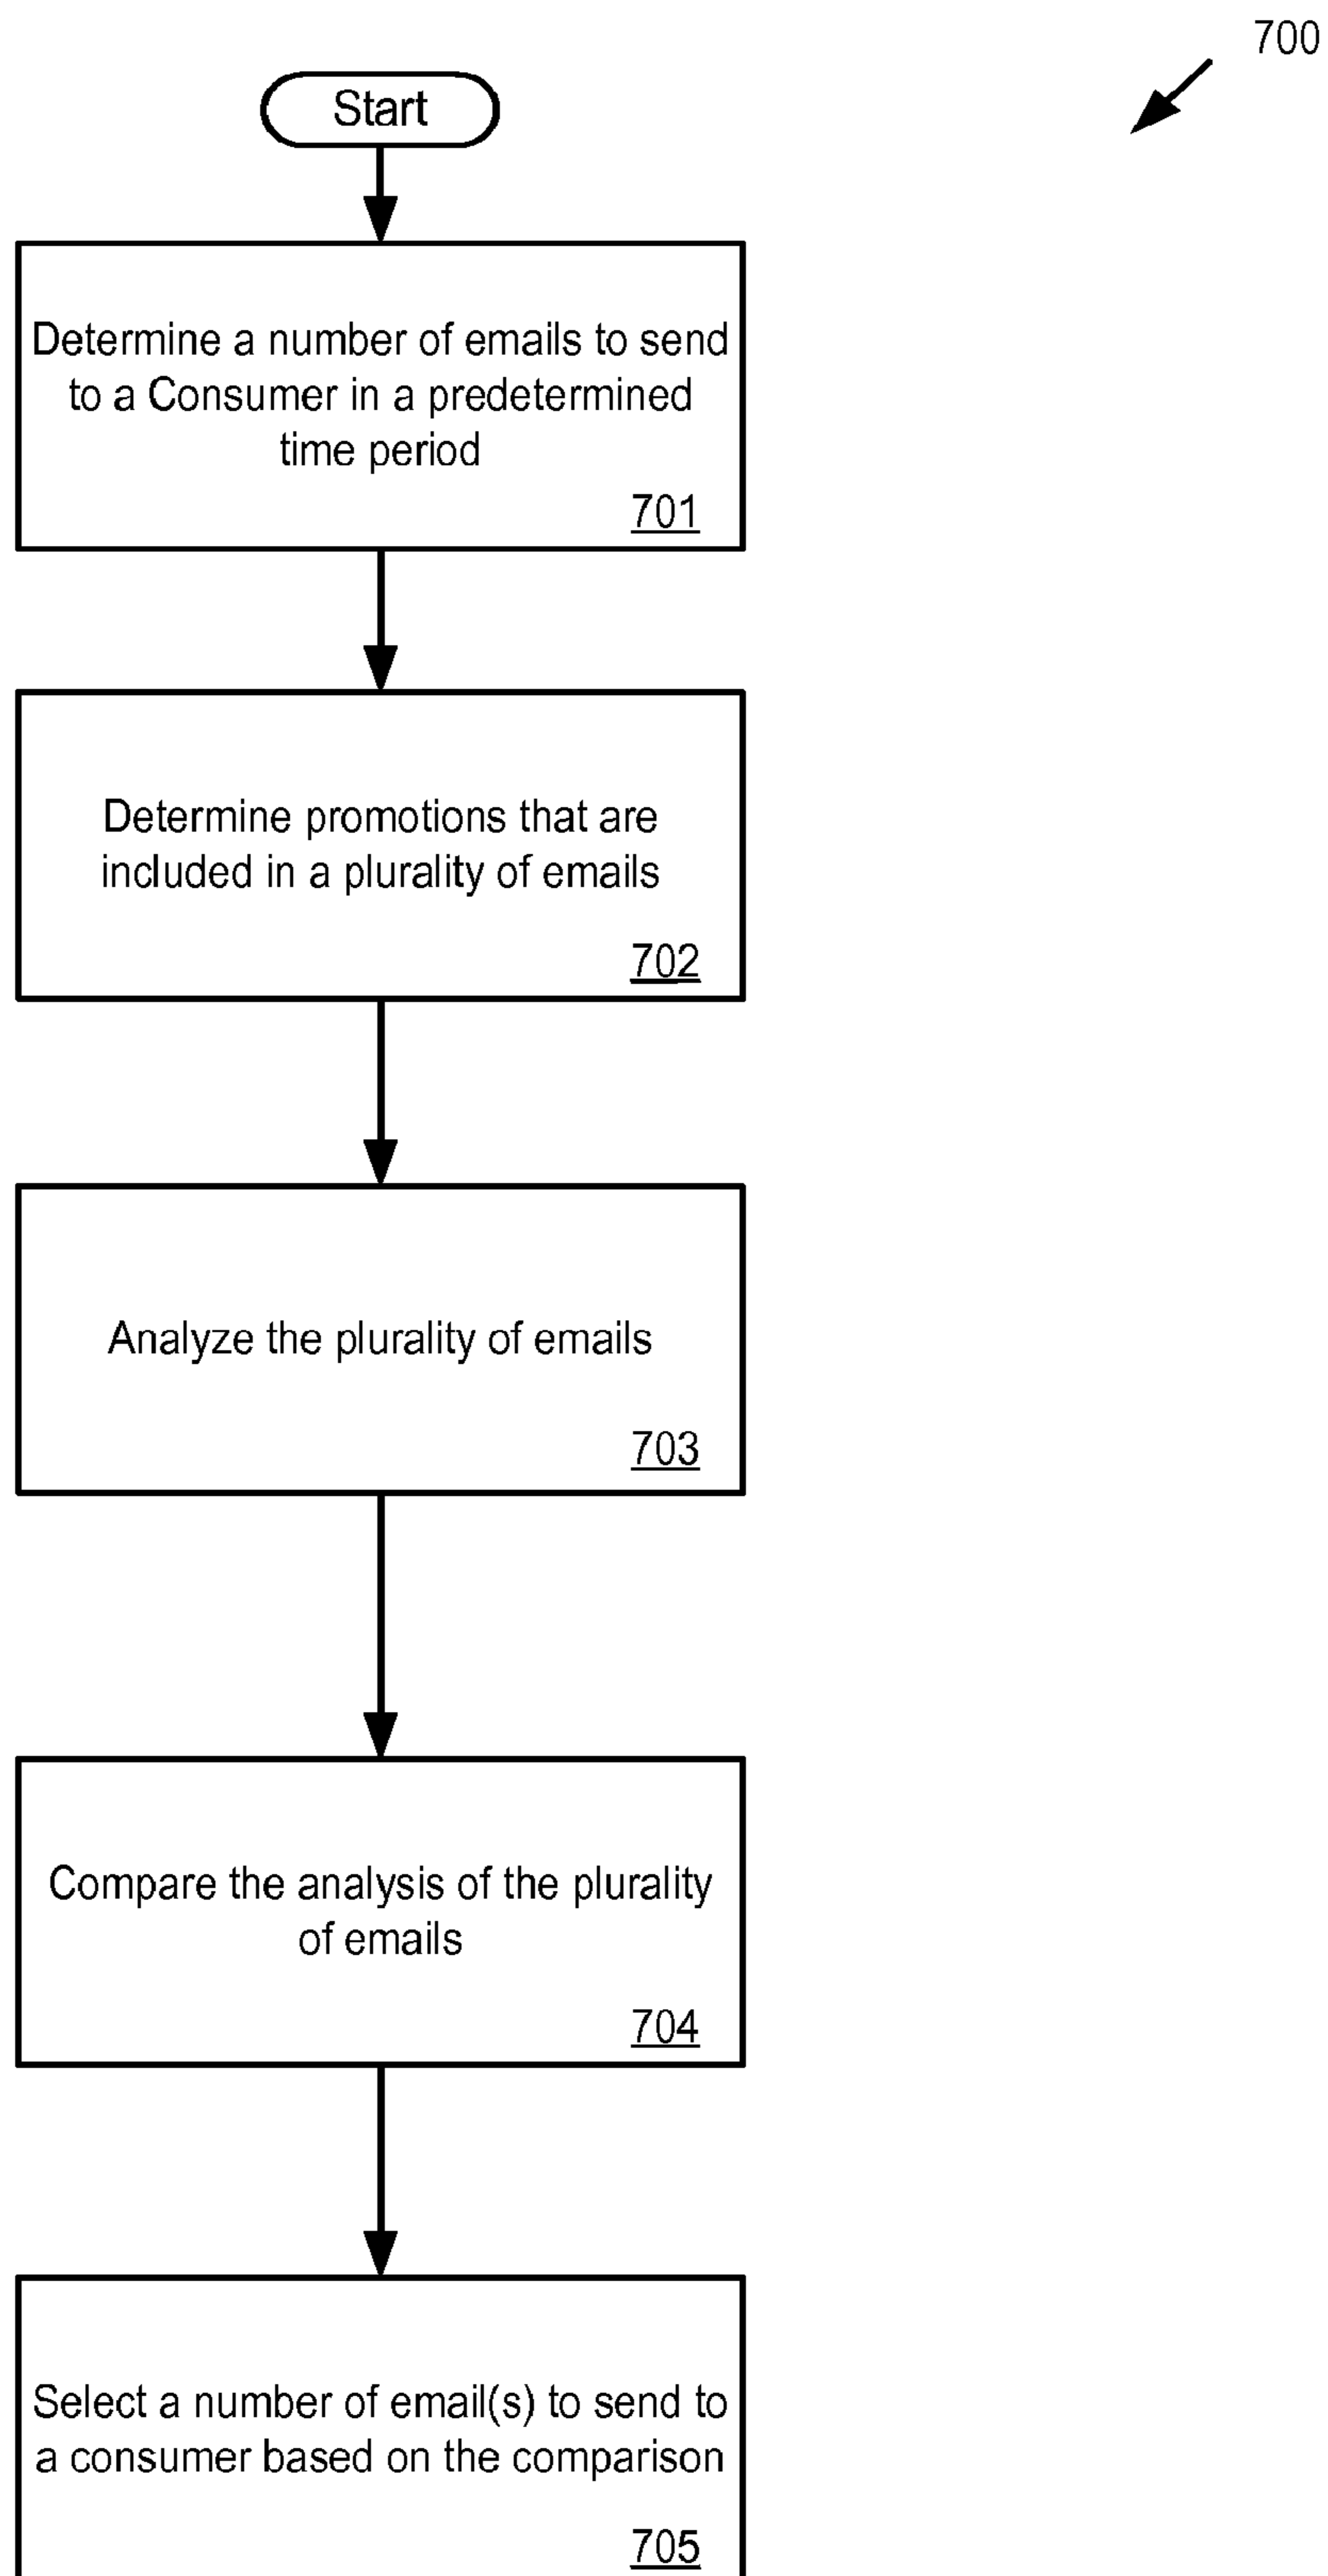 700
Start
Determine a number of emails to send
to a Consumer in a predetermined
time period
701
Determine promotions that are
included in a plurality of emails
702
Analyze the plurality of emails
703
Compare the analysis of the plurality
of emails
704
Select a number of email(s) to send to
a consumer based on the comparison
705